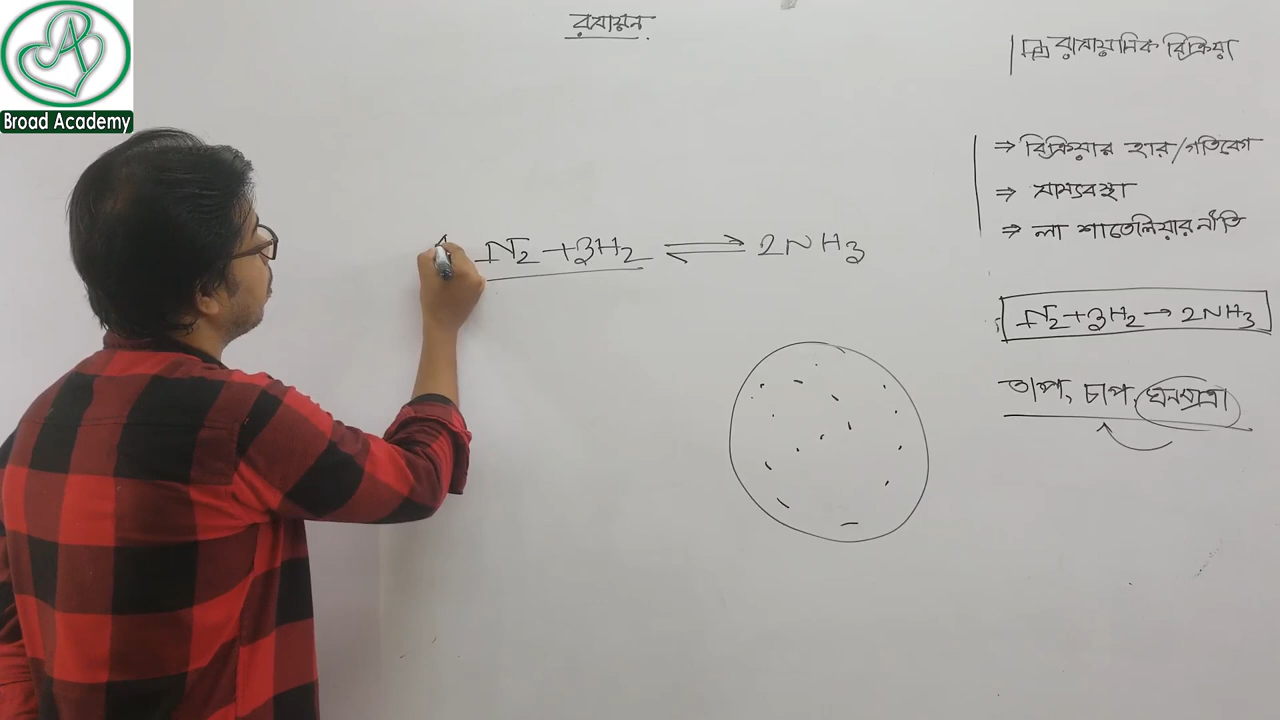 Broad Academy
রসায়ন.
রাসায়নিক বিক্রিয়া
⇒ বিক্রিয়ার হার/গতিবেগ
⇒ সাম্যবস্থা
⇒ লা শাতেলিয়ার নীতি
N₂ + 3H₂ ⇌ 2NH₃
N₂ + 3H₂ → 2NH₃
তাপ, চাপ, ঘনমাত্রা